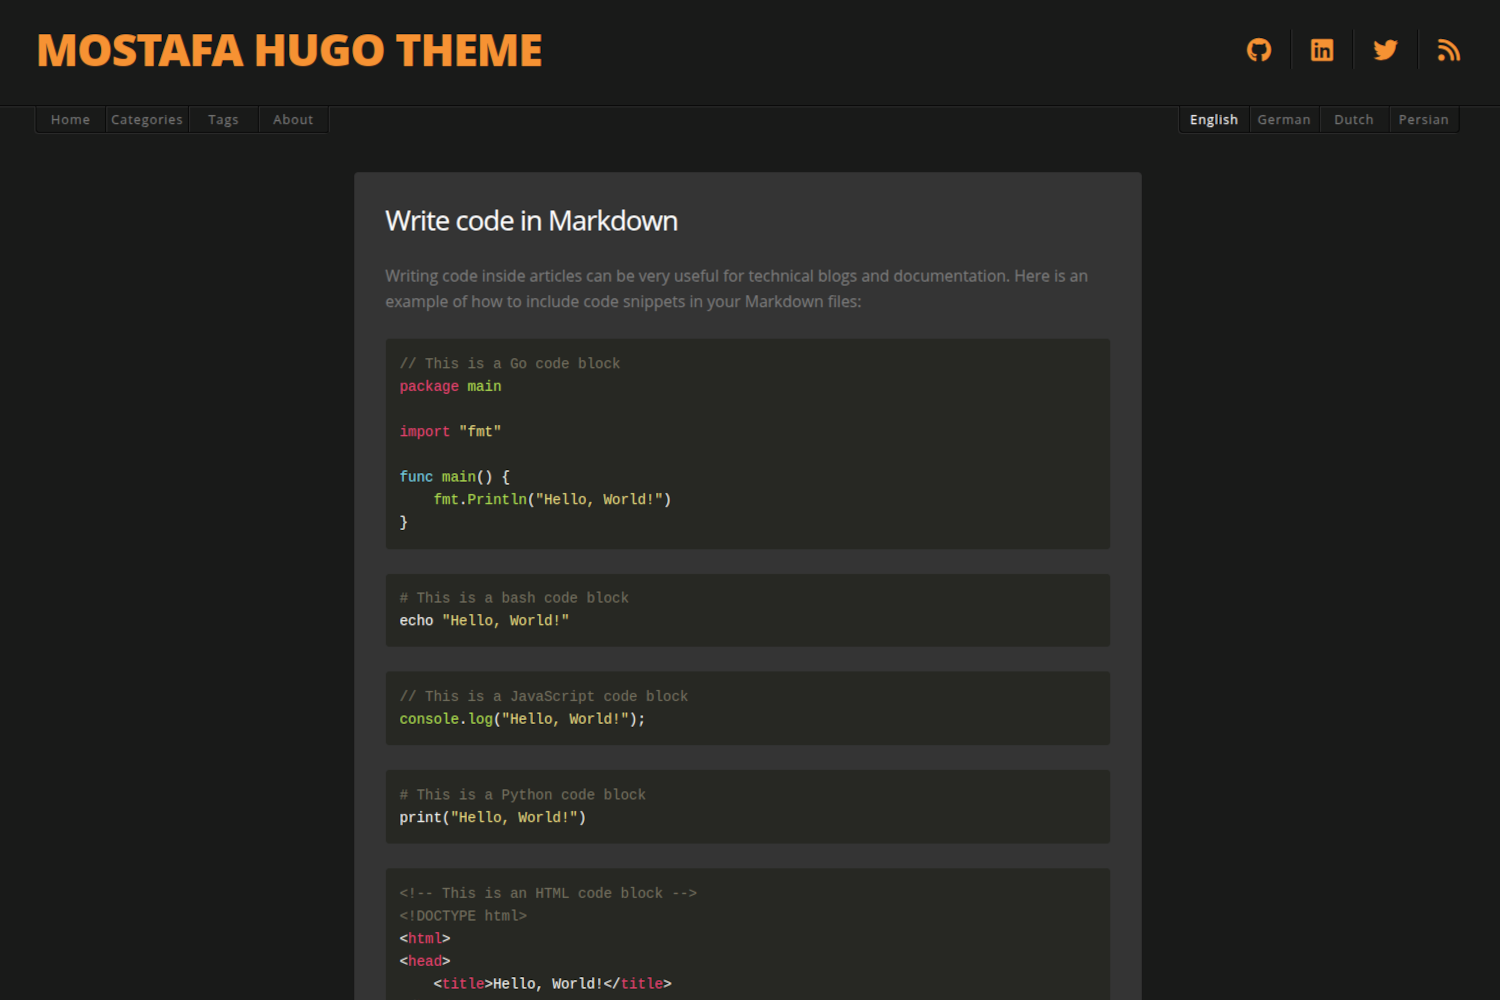 MOSTAFA HUGO THEME
Home Categories Tags About
English German Dutch Persian
Write code in Markdown
Writing code inside articles can be very useful for technical blogs and documentation. Here is an
example of how to include code snippets in your Markdown files:
// This is a Go code block
package main
import "fmt"
func main() {
    fmt.Println("Hello, World!")
}
# This is a bash code block
echo "Hello, World!"
// This is a JavaScript code block
console.log("Hello, World!");
# This is a Python code block
print("Hello, World!")
<!-- This is an HTML code block -->
<!DOCTYPE html>
<html>
<head>
    <title>Hello, World!</title>